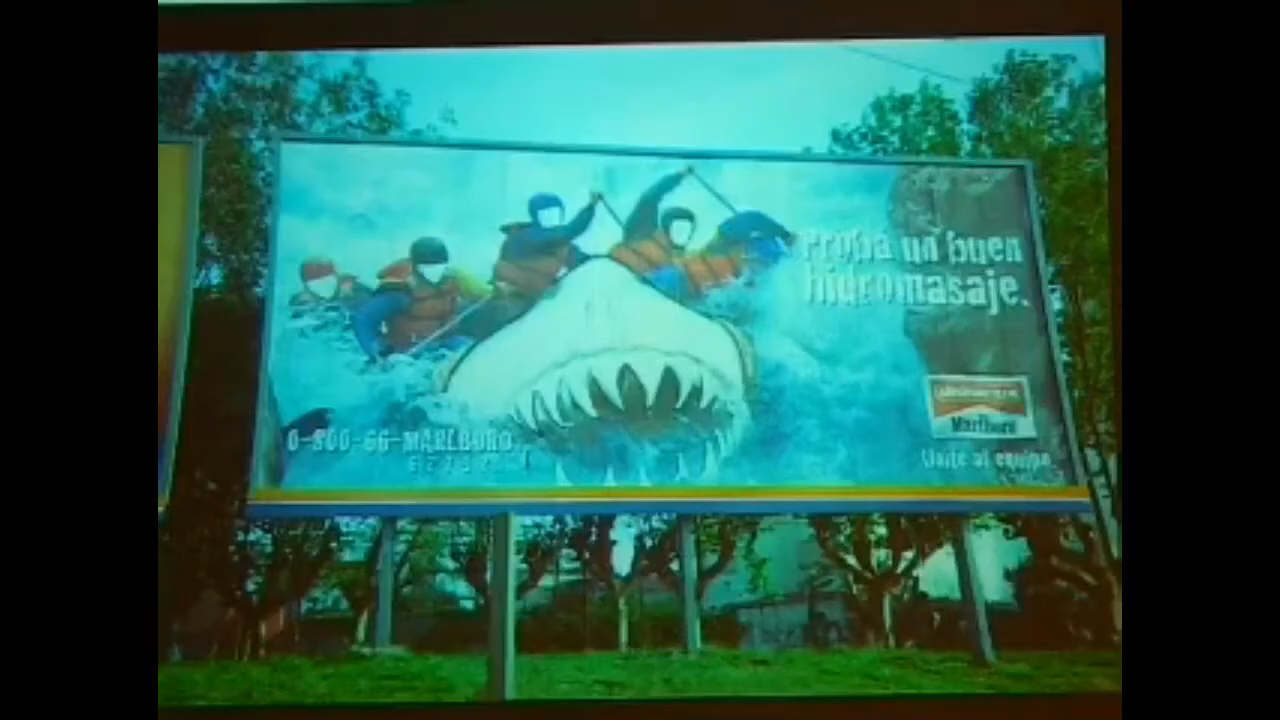 Probá un buen
hidromasaje.
Marlboro
0-800-66-MARLBORO
Unite al equipo